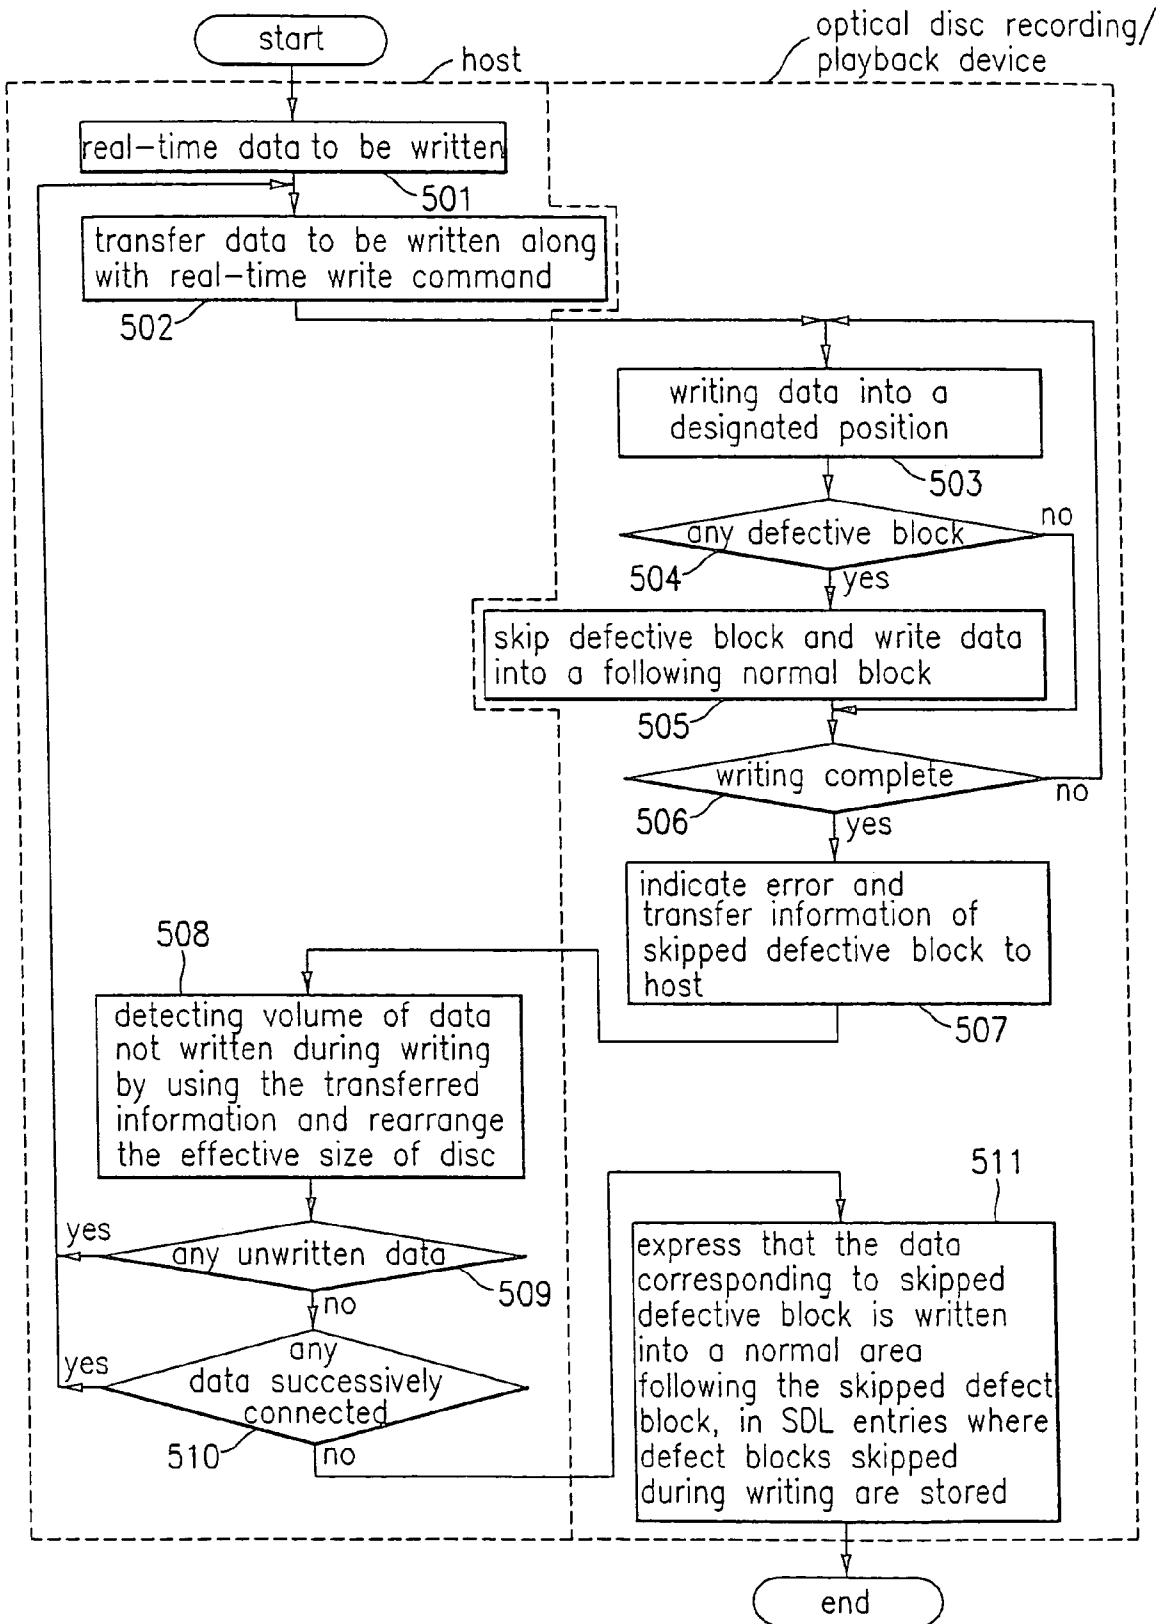 start
host
optical disc recording/
playback device
real-time data to be written
501
transfer data to be written along
with real-time write command
502
writing data into a
designated position
503
any defective block
no
504
yes
skip defective block and write data
into a following normal block
505
writing complete
no
506
yes
indicate error and
transfer information of
skipped defective block to
host
507
508
detecting volume of data
not written during writing
by using the transferred
information and rearrange
the effective size of disc
yes
any unwritten data
509
no
yes
any
data successively
connected
510
no
511
express that the data
corresponding to skipped
defective block is written
into a normal area
following the skipped defect
block, in SDL entries where
defect blocks skipped
during writing are stored
end